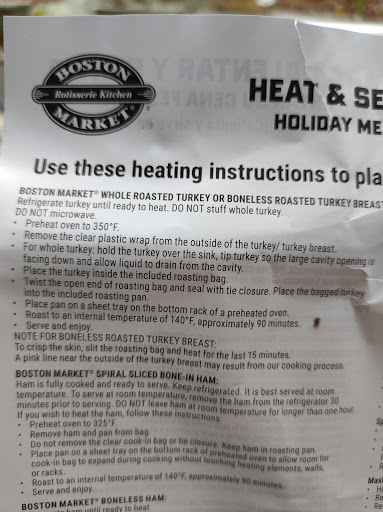 BOSTON
Rotisserie Kitchen
MARKET®
HEAT & SE
HOLIDAY ME
Use these heating instructions to pla
BOSTON MARKET® WHOLE ROASTED TURKEY OR BONELESS ROASTED TURKEY BREAST
Refrigerate turkey until ready to heat. DO NOT stuff whole turkey.
DO NOT microwave.
• Preheat oven to 350°F.
• Remove the clear plastic wrap from the outside of the turkey/ turkey breast.
• For whole turkey: hold the turkey over the sink, tip turkey so the large cavity opening is
facing down and allow liquid to drain from the cavity.
• Place the turkey inside the included roasting bag.
• Twist the open end of roasting bag and seal with tie closure. Place the bagged turkey
into the included roasting pan.
• Place pan on a sheet tray on the bottom rack of a preheated oven.
• Roast to an internal temperature of 140°F, approximately 90 minutes.
• Serve and enjoy.
NOTE FOR BONELESS ROASTED TURKEY BREAST:
To crisp the skin, slit the roasting bag and heat for the last 15 minutes.
A pink line near the outside of the turkey breast may result from our cooking process.
BOSTON MARKET® SPIRAL SLICED BONE-IN HAM:
Ham is fully cooked and ready to serve. Keep refrigerated. It is best served at room
temperature. To serve at room temperature, remove the ham from the refrigerator 30
minutes prior to serving. DO NOT leave ham at room temperature for longer than one hour.
If you wish to heat the ham, follow these instructions:
• Preheat oven to 325°F.
• Remove ham and pan from bag.
• Do not remove the clear cook-in bag or tie closure. Keep ham in roasting pan.
• Place pan on a sheet tray on the bottom rack of preheated oven to allow room for
cook-in bag to expand during cooking without touching heating elements, walls,
or racks.
• Roast to an internal temperature of 140°F, approximately 90 minutes.
• Serve and enjoy.
BOSTON MARKET® BONELESS HAM:
ham until ready to heat.
Sp
Mas
• He
• Re
• Re